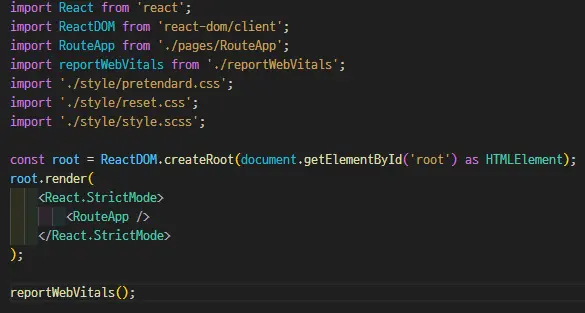 import React from 'react';
import ReactDOM from 'react-dom/client';
import RouteApp from './pages/RouteApp';
import reportWebVitals from './reportWebVitals';
import './style/pretendard.css';
import './style/reset.css';
import './style/style.scss';

const root = ReactDOM.createRoot(document.getElementById('root') as HTMLElement);
root.render(
    <React.StrictMode>
        <RouteApp />
    </React.StrictMode>
);

reportWebVitals();